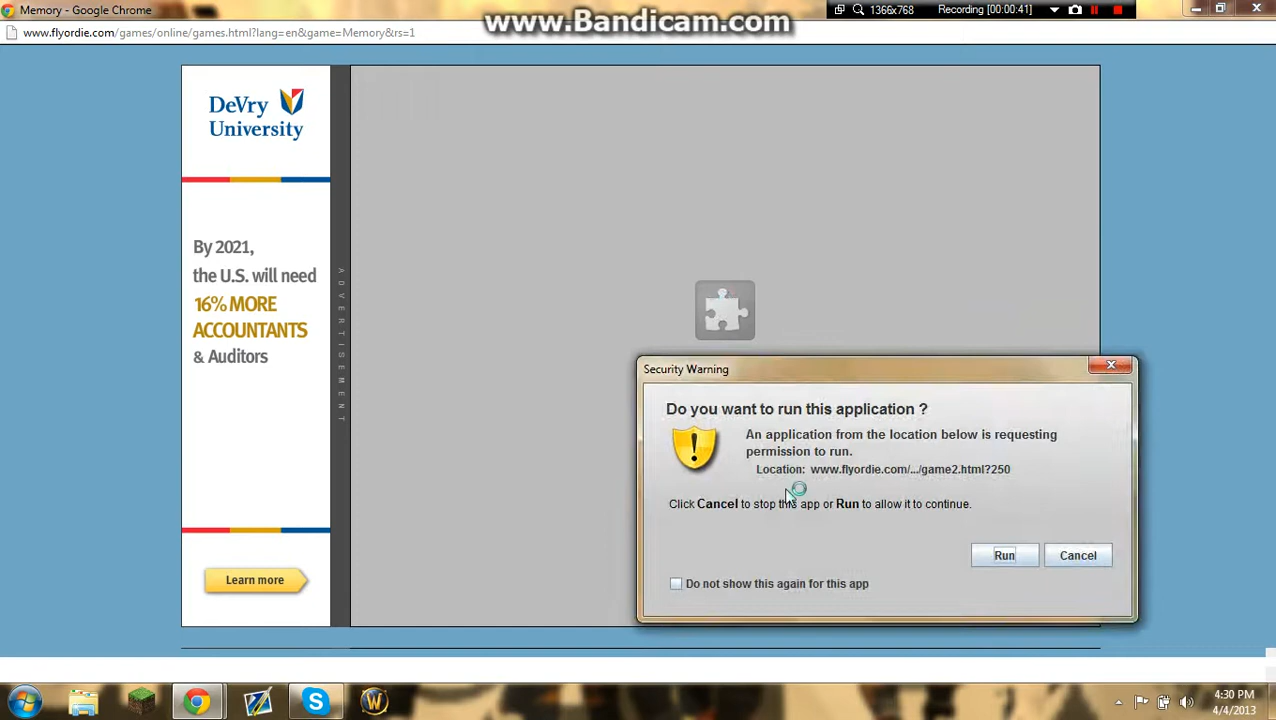 Memory - Google Chrome
www.Bandicam.com
1366x768
Recording [00:00:41]
www.flyordie.com/games/online/games.html?lang=en&game=Memory&rs=1
DeVry
University
By 2021,
the U.S. will need
16% MORE
ACCOUNTANTS
& Auditors
Learn more
ADVERTISEMENT
Security Warning
Do you want to run this application ?
An application from the location below is requesting
permission to run.
Location: www.flyordie.com/.../game2.html?250
Click Cancel to stop this app or Run to allow it to continue.
Run
Cancel
Do not show this again for this app
4:30 PM
4/4/2013